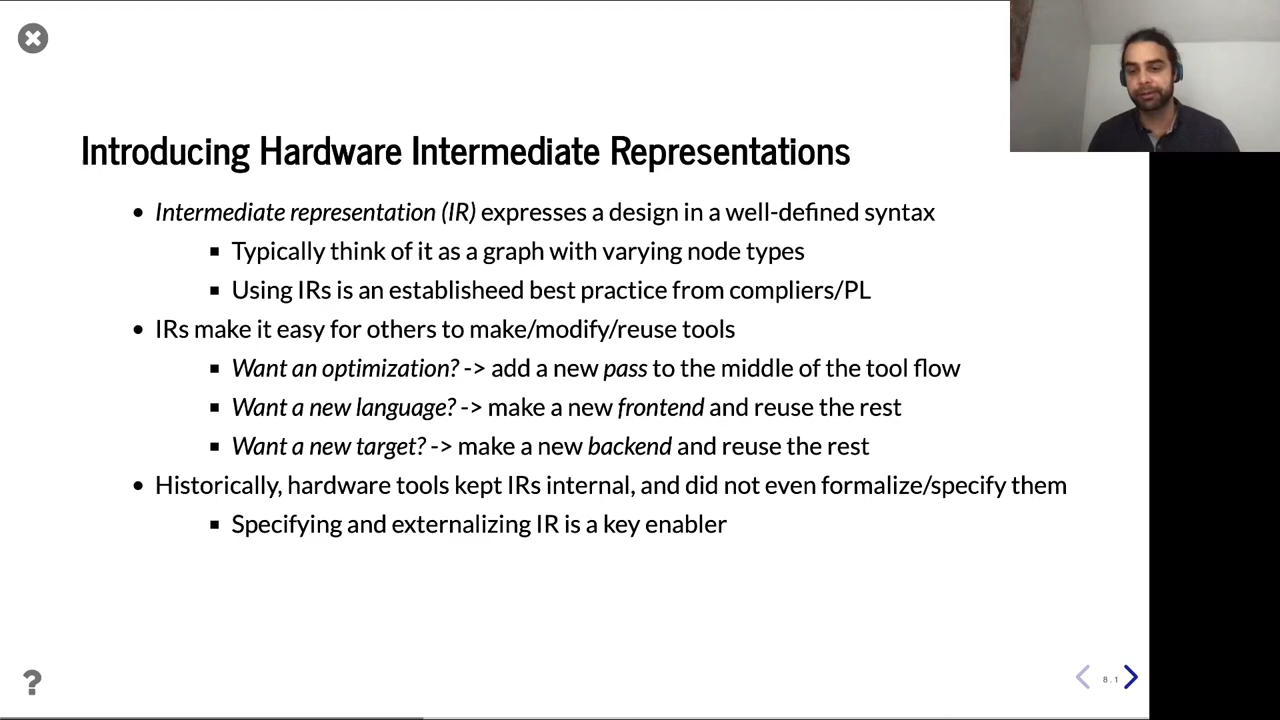 Introducing Hardware Intermediate Representations
• Intermediate representation (IR) expresses a design in a well-defined syntax
▪ Typically think of it as a graph with varying node types
▪ Using IRs is an establisheed best practice from compliers/PL
• IRs make it easy for others to make/modify/reuse tools
▪ Want an optimization? -> add a new pass to the middle of the tool flow
▪ Want a new language? -> make a new frontend and reuse the rest
▪ Want a new target? -> make a new backend and reuse the rest
• Historically, hardware tools kept IRs internal, and did not even formalize/specify them
▪ Specifying and externalizing IR is a key enabler
?
8.1